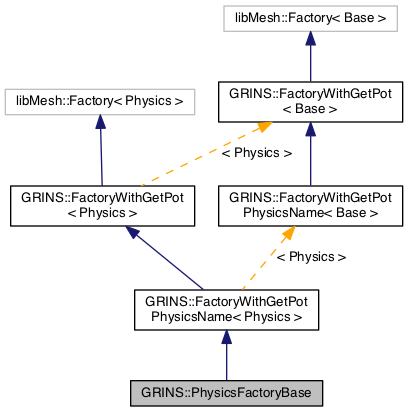 libMesh::Factory< Base >
libMesh::Factory< Physics >
GRINS::FactoryWithGetPot
< Base >
< Physics >
GRINS::FactoryWithGetPot
< Physics >
GRINS::FactoryWithGetPot
PhysicsName< Base >
< Physics >
GRINS::FactoryWithGetPot
PhysicsName< Physics >
GRINS::PhysicsFactoryBase